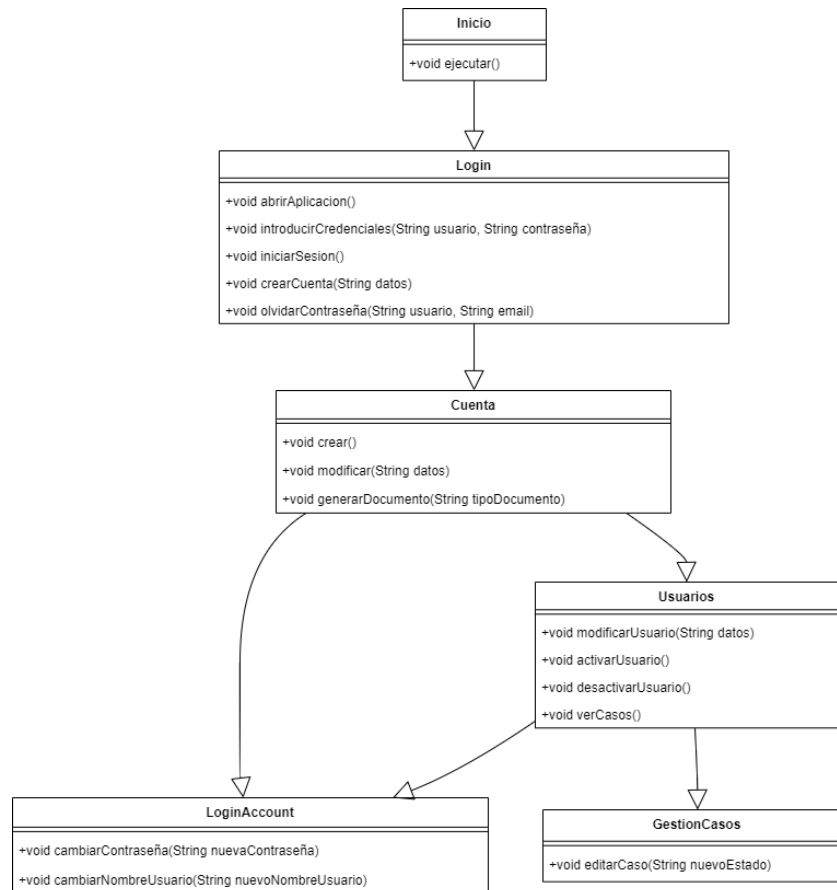 Inicio
+void ejecutar()
Login
+void abrirAplicacion()
+void introducirCredenciales(String usuario, String contraseña)
+void iniciarSesion()
+void crearCuenta(String datos)
+void olvidarContraseña(String usuario, String email)
Cuenta
+void crear()
+void modificar(String datos)
+void generarDocumento(String tipoDocumento)
Usuarios
+void modificarUsuario(String datos)
+void activarUsuario()
+void desactivarUsuario()
+void verCasos()
LoginAccount
+void cambiarContraseña(String nuevaContraseña)
+void cambiarNombreUsuario(String nuevoNombreUsuario)
GestionCasos
+void editarCaso(String nuevoEstado)